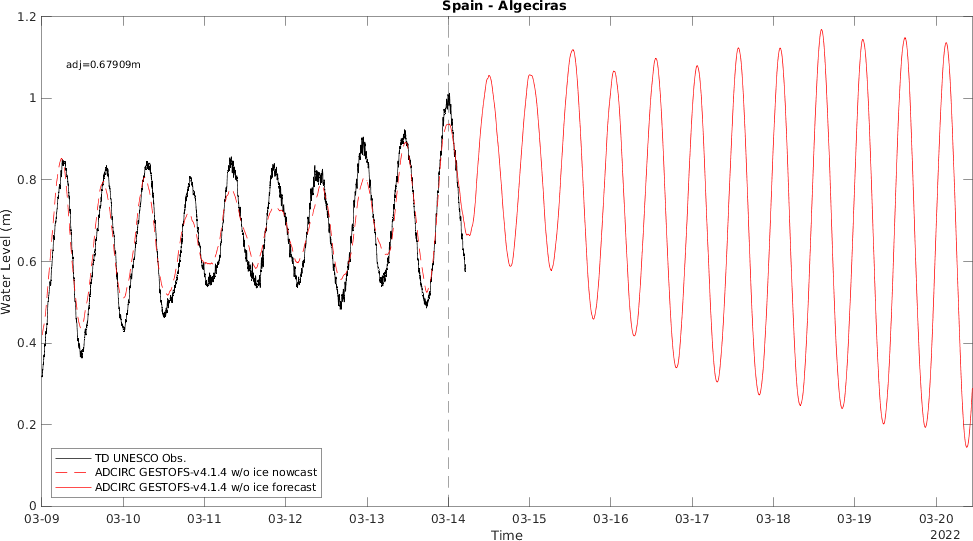 Spain - Algeciras
adj=0.67909m
1.2
1
0.8
0.6
0.4
0.2
0
Water Level (m)
TD UNESCO Obs.
ADCIRC GESTOFS-v4.1.4 w/o ice nowcast
ADCIRC GESTOFS-v4.1.4 w/o ice forecast
03-09 03-10 03-11 03-12 03-13 03-14 03-15 03-16 03-17 03-18 03-19 03-20
2022
Time